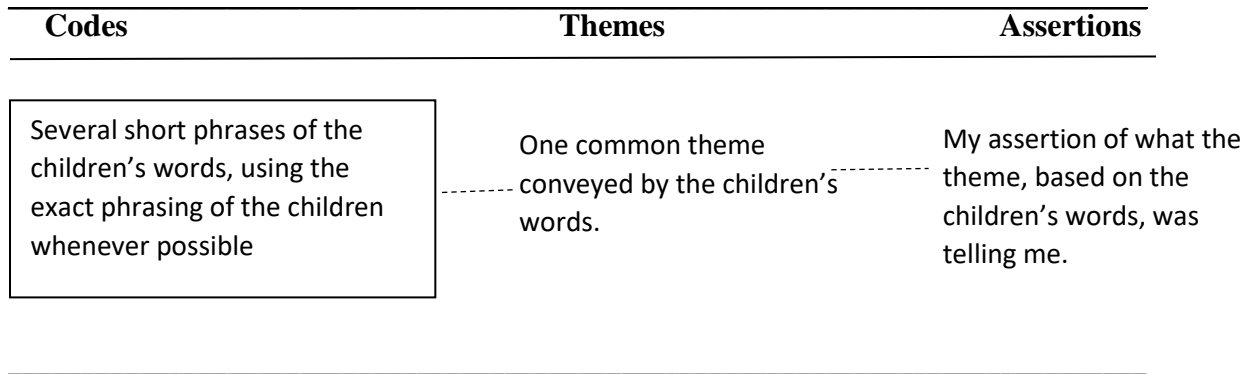 Codes Themes Assertions
Several short phrases of the
children’s words, using the
exact phrasing of the children
whenever possible
One common theme
conveyed by the children’s
words.
My assertion of what the
theme, based on the
children’s words, was
telling me.